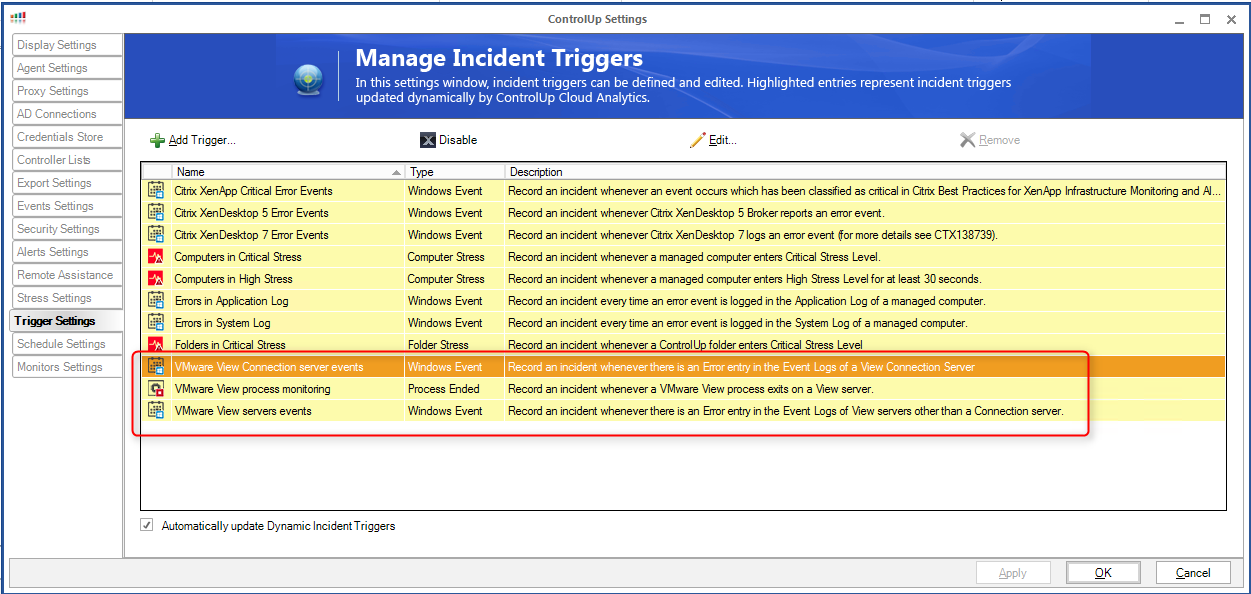 ControlUp Settings
Display Settings
Agent Settings
Proxy Settings
AD Connections
Credentials Store
Controller Lists
Export Settings
Events Settings
Security Settings
Alerts Settings
Remote Assistance
Stress Settings
Trigger Settings
Schedule Settings
Monitors Settings
Manage Incident Triggers
In this settings window, incident triggers can be defined and edited. Highlighted entries represent incident triggers
updated dynamically by ControlUp Cloud Analytics.
Add Trigger... Disable Edit... Remove
Name Type Description
Citrix XenApp Critical Error Events Windows Event Record an incident whenever an event occurs which has been classified as critical in Citrix Best Practices for XenApp Infrastructure Monitoring and Al...
Citrix XenDesktop 5 Error Events Windows Event Record an incident whenever Citrix XenDesktop 5 Broker reports an error event.
Citrix XenDesktop 7 Error Events Windows Event Record an incident whenever Citrix XenDesktop 7 logs an error event (for more details see CTX138739).
Computers in Critical Stress Computer Stress Record an incident whenever a managed computer enters Critical Stress Level.
Computers in High Stress Computer Stress Record an incident whenever a managed computer enters High Stress Level for at least 30 seconds.
Errors in Application Log Windows Event Record an incident every time an error event is logged in the Application Log of a managed computer.
Errors in System Log Windows Event Record an incident every time an error event is logged in the System Log of a managed computer.
Folders in Critical Stress Folder Stress Record an incident whenever a ControlUp folder enters Critical Stress Level
VMware View Connection server events Windows Event Record an incident whenever there is an Error entry in the Event Logs of a View Connection Server
VMware View process monitoring Process Ended Record an incident whenever a VMware View process exits on a View server.
VMware View servers events Windows Event Record an incident whenever there is an Error entry in the Event Logs of View servers other than a Connection server.
Automatically update Dynamic Incident Triggers
Apply OK Cancel